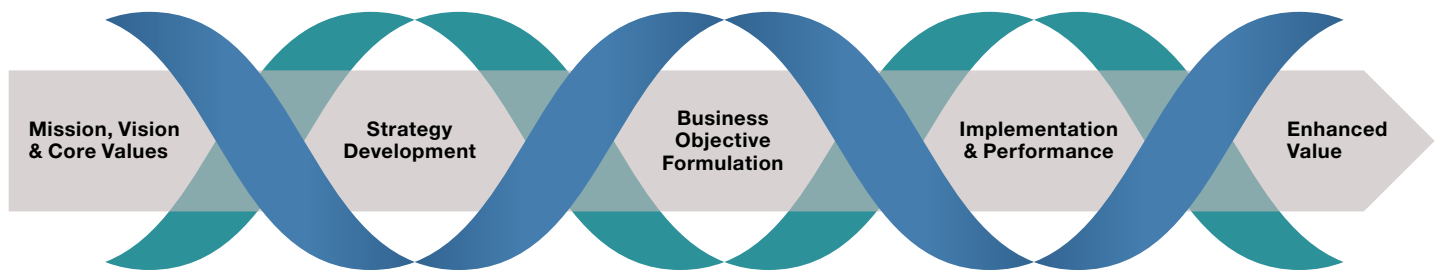 Mission, Vision
& Core Values
Strategy
Development
Business
Objective
Formulation
Implementation
& Performance
Enhanced
Value